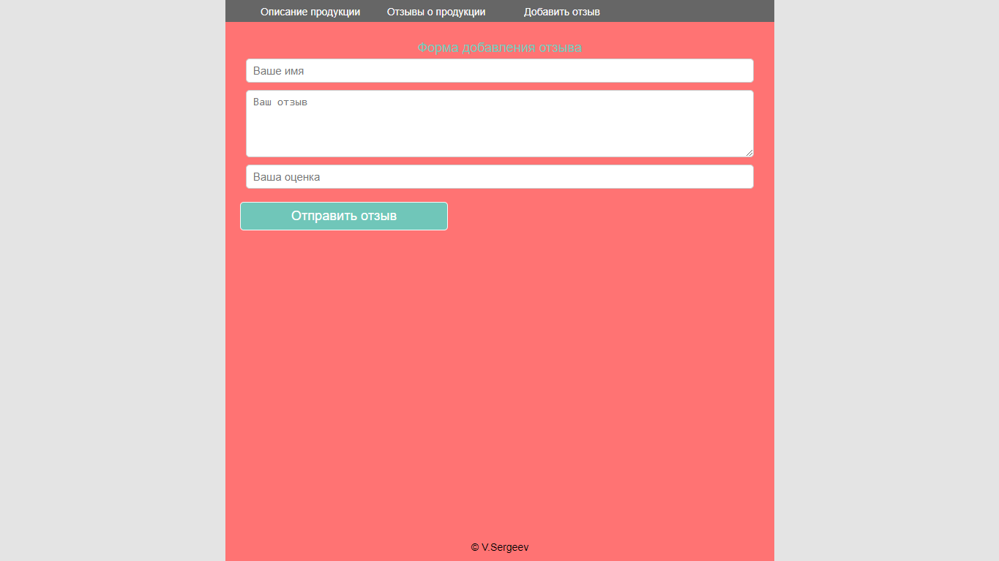 Описание продукции Отзывы о продукции Добавить отзыв
Форма добавления отзыва
Ваше имя
Ваш отзыв
Ваша оценка
Отправить отзыв
© V.Sergeev